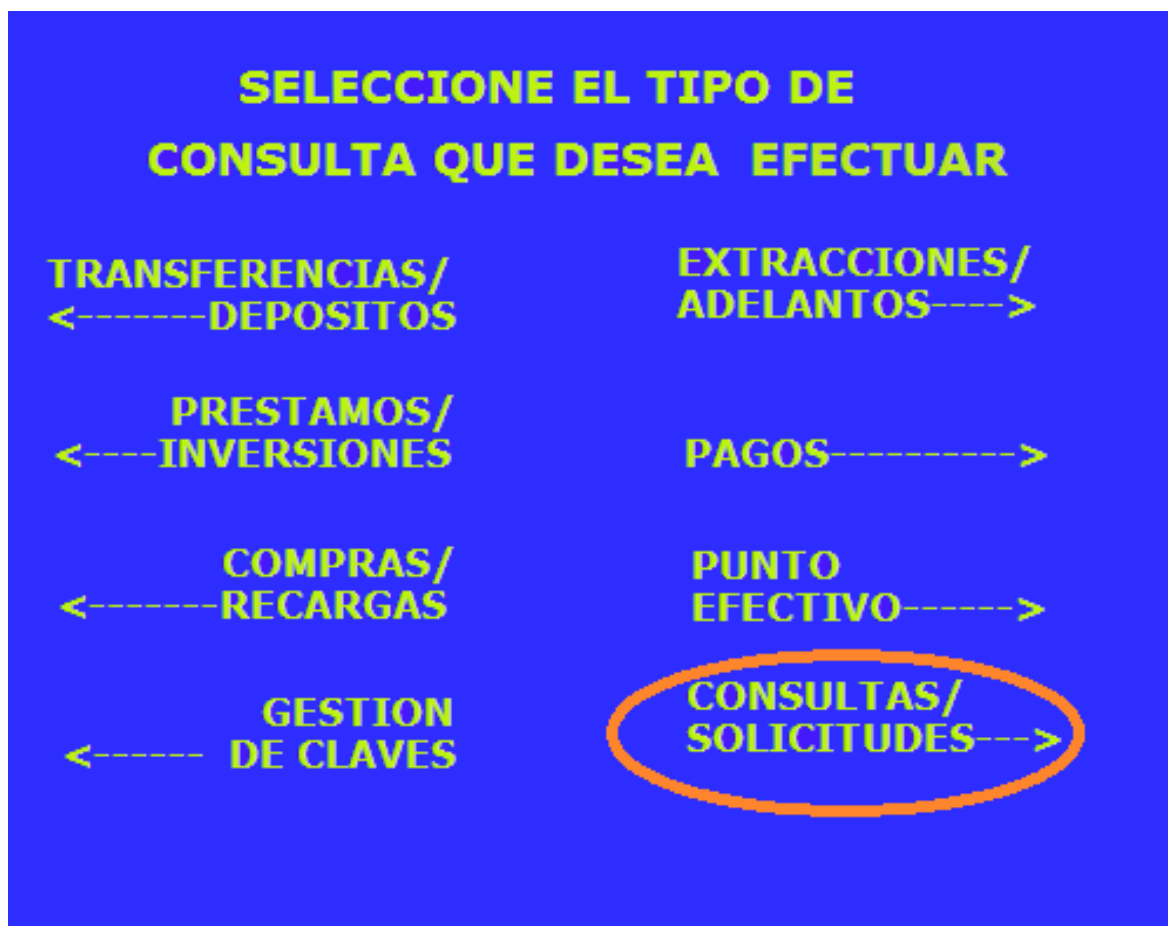 SELECCIONE EL TIPO DE
CONSULTA QUE DESEA EFECTUAR
TRANSFERENCIAS/
<-------DEPOSITOS
EXTRACCIONES/
ADELANTOS---->
PRESTAMOS/
<----INVERSIONES
PAGOS---------->
COMPRAS/
<-------RECARGAS
PUNTO
EFECTIVO------>
GESTION
<------ DE CLAVES
CONSULTAS/
SOLICITUDES--->